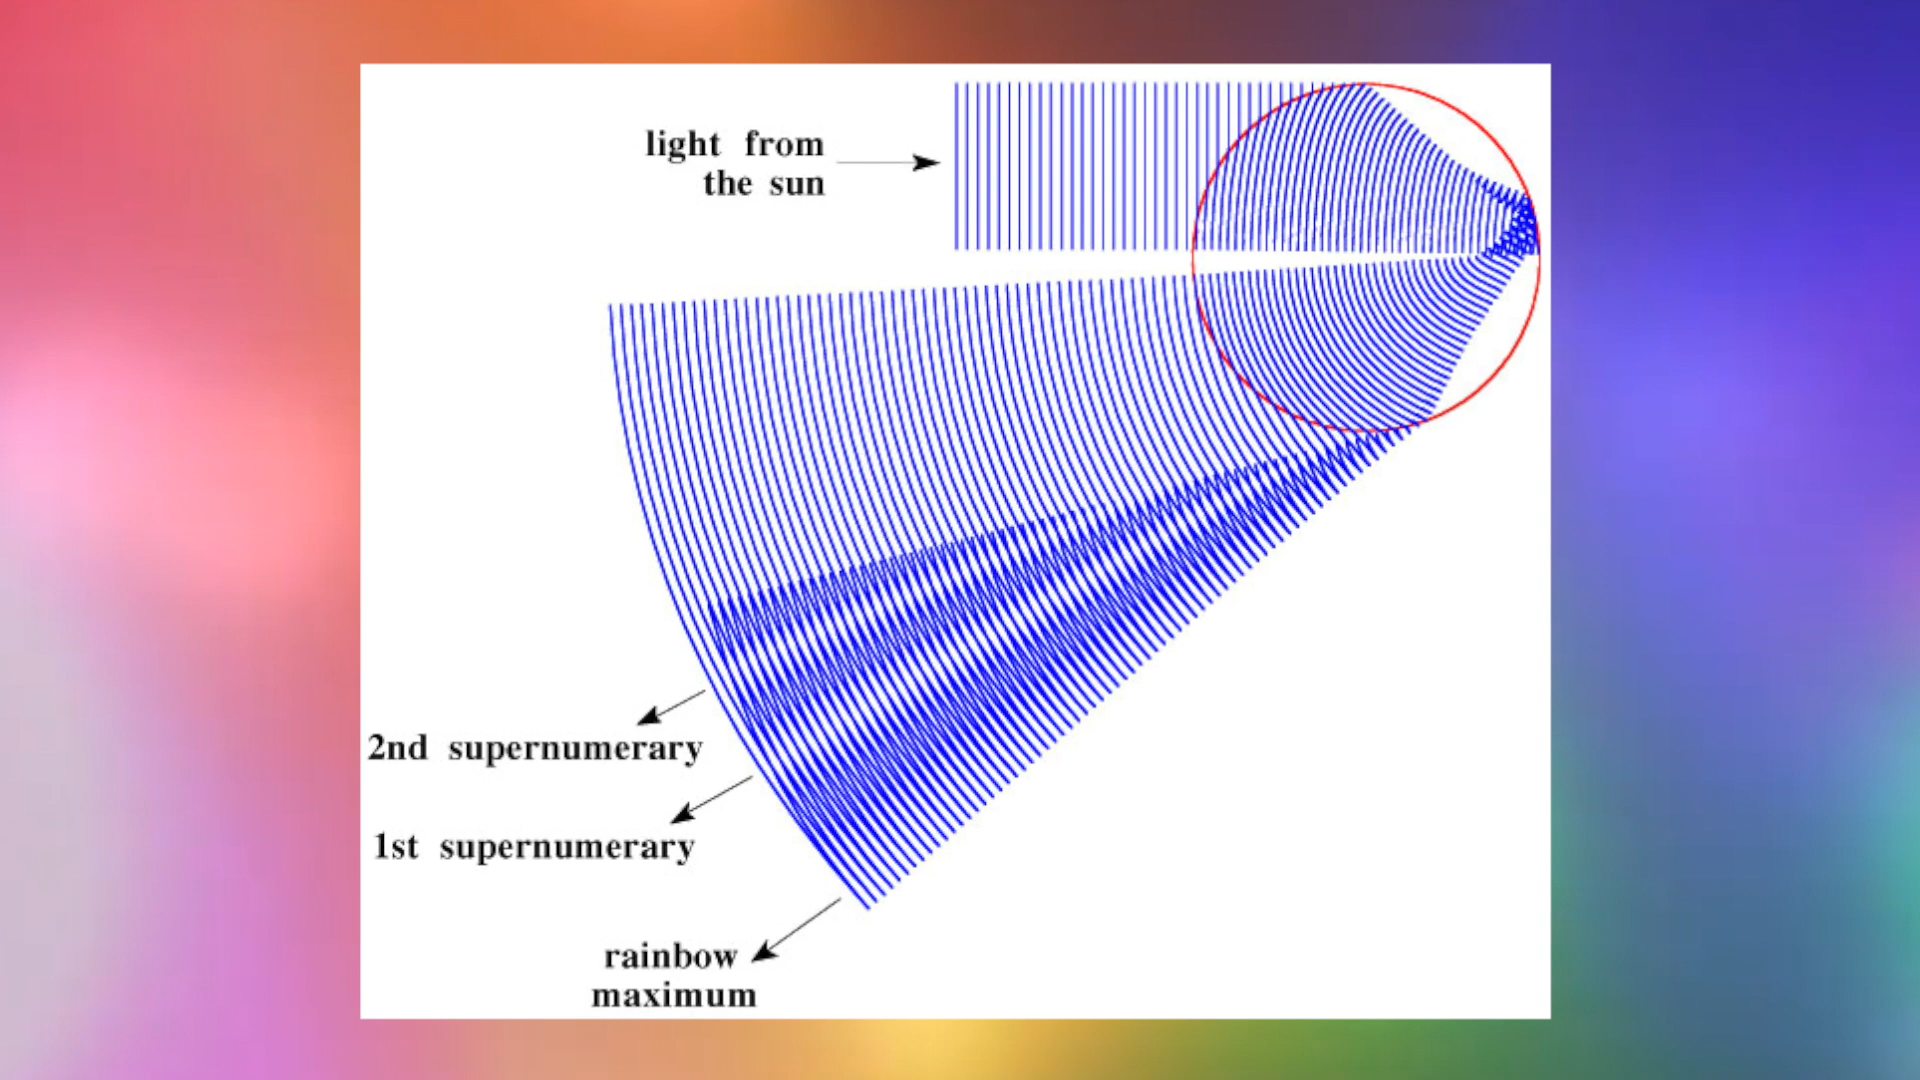 light from
the sun
2nd supernumerary
1st supernumerary
rainbow
maximum